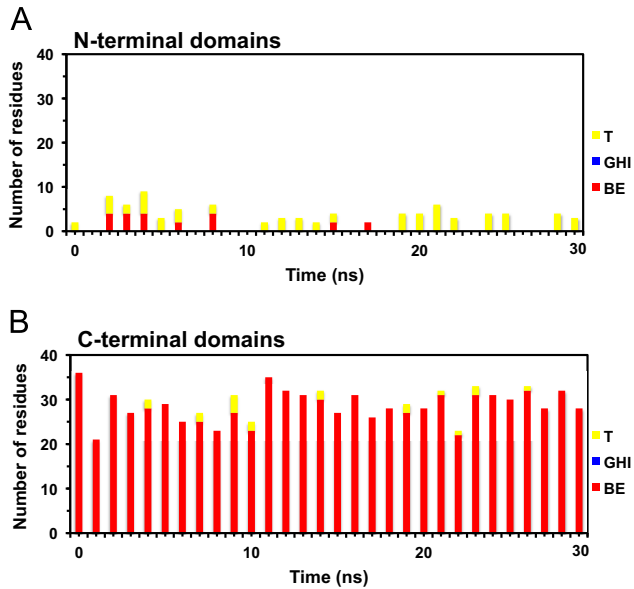 A
N-terminal domains
40
30
20
10
0
Number of residues
0 10 20 30
Time (ns)
T
GHI
BE
B
C-terminal domains
40
30
20
10
0
Number of residues
0 10 20 30
Time (ns)
T
GHI
BE